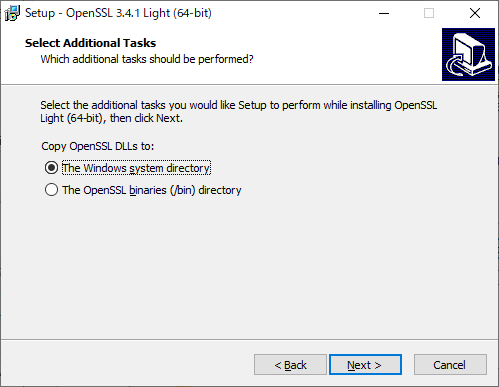 Setup - OpenSSL 3.4.1 Light (64-bit)
Select Additional Tasks
Which additional tasks should be performed?
Select the additional tasks you would like Setup to perform while installing OpenSSL
Light (64-bit), then click Next.
Copy OpenSSL DLLs to:
The Windows system directory
The OpenSSL binaries (/bin) directory
< Back
Next >
Cancel